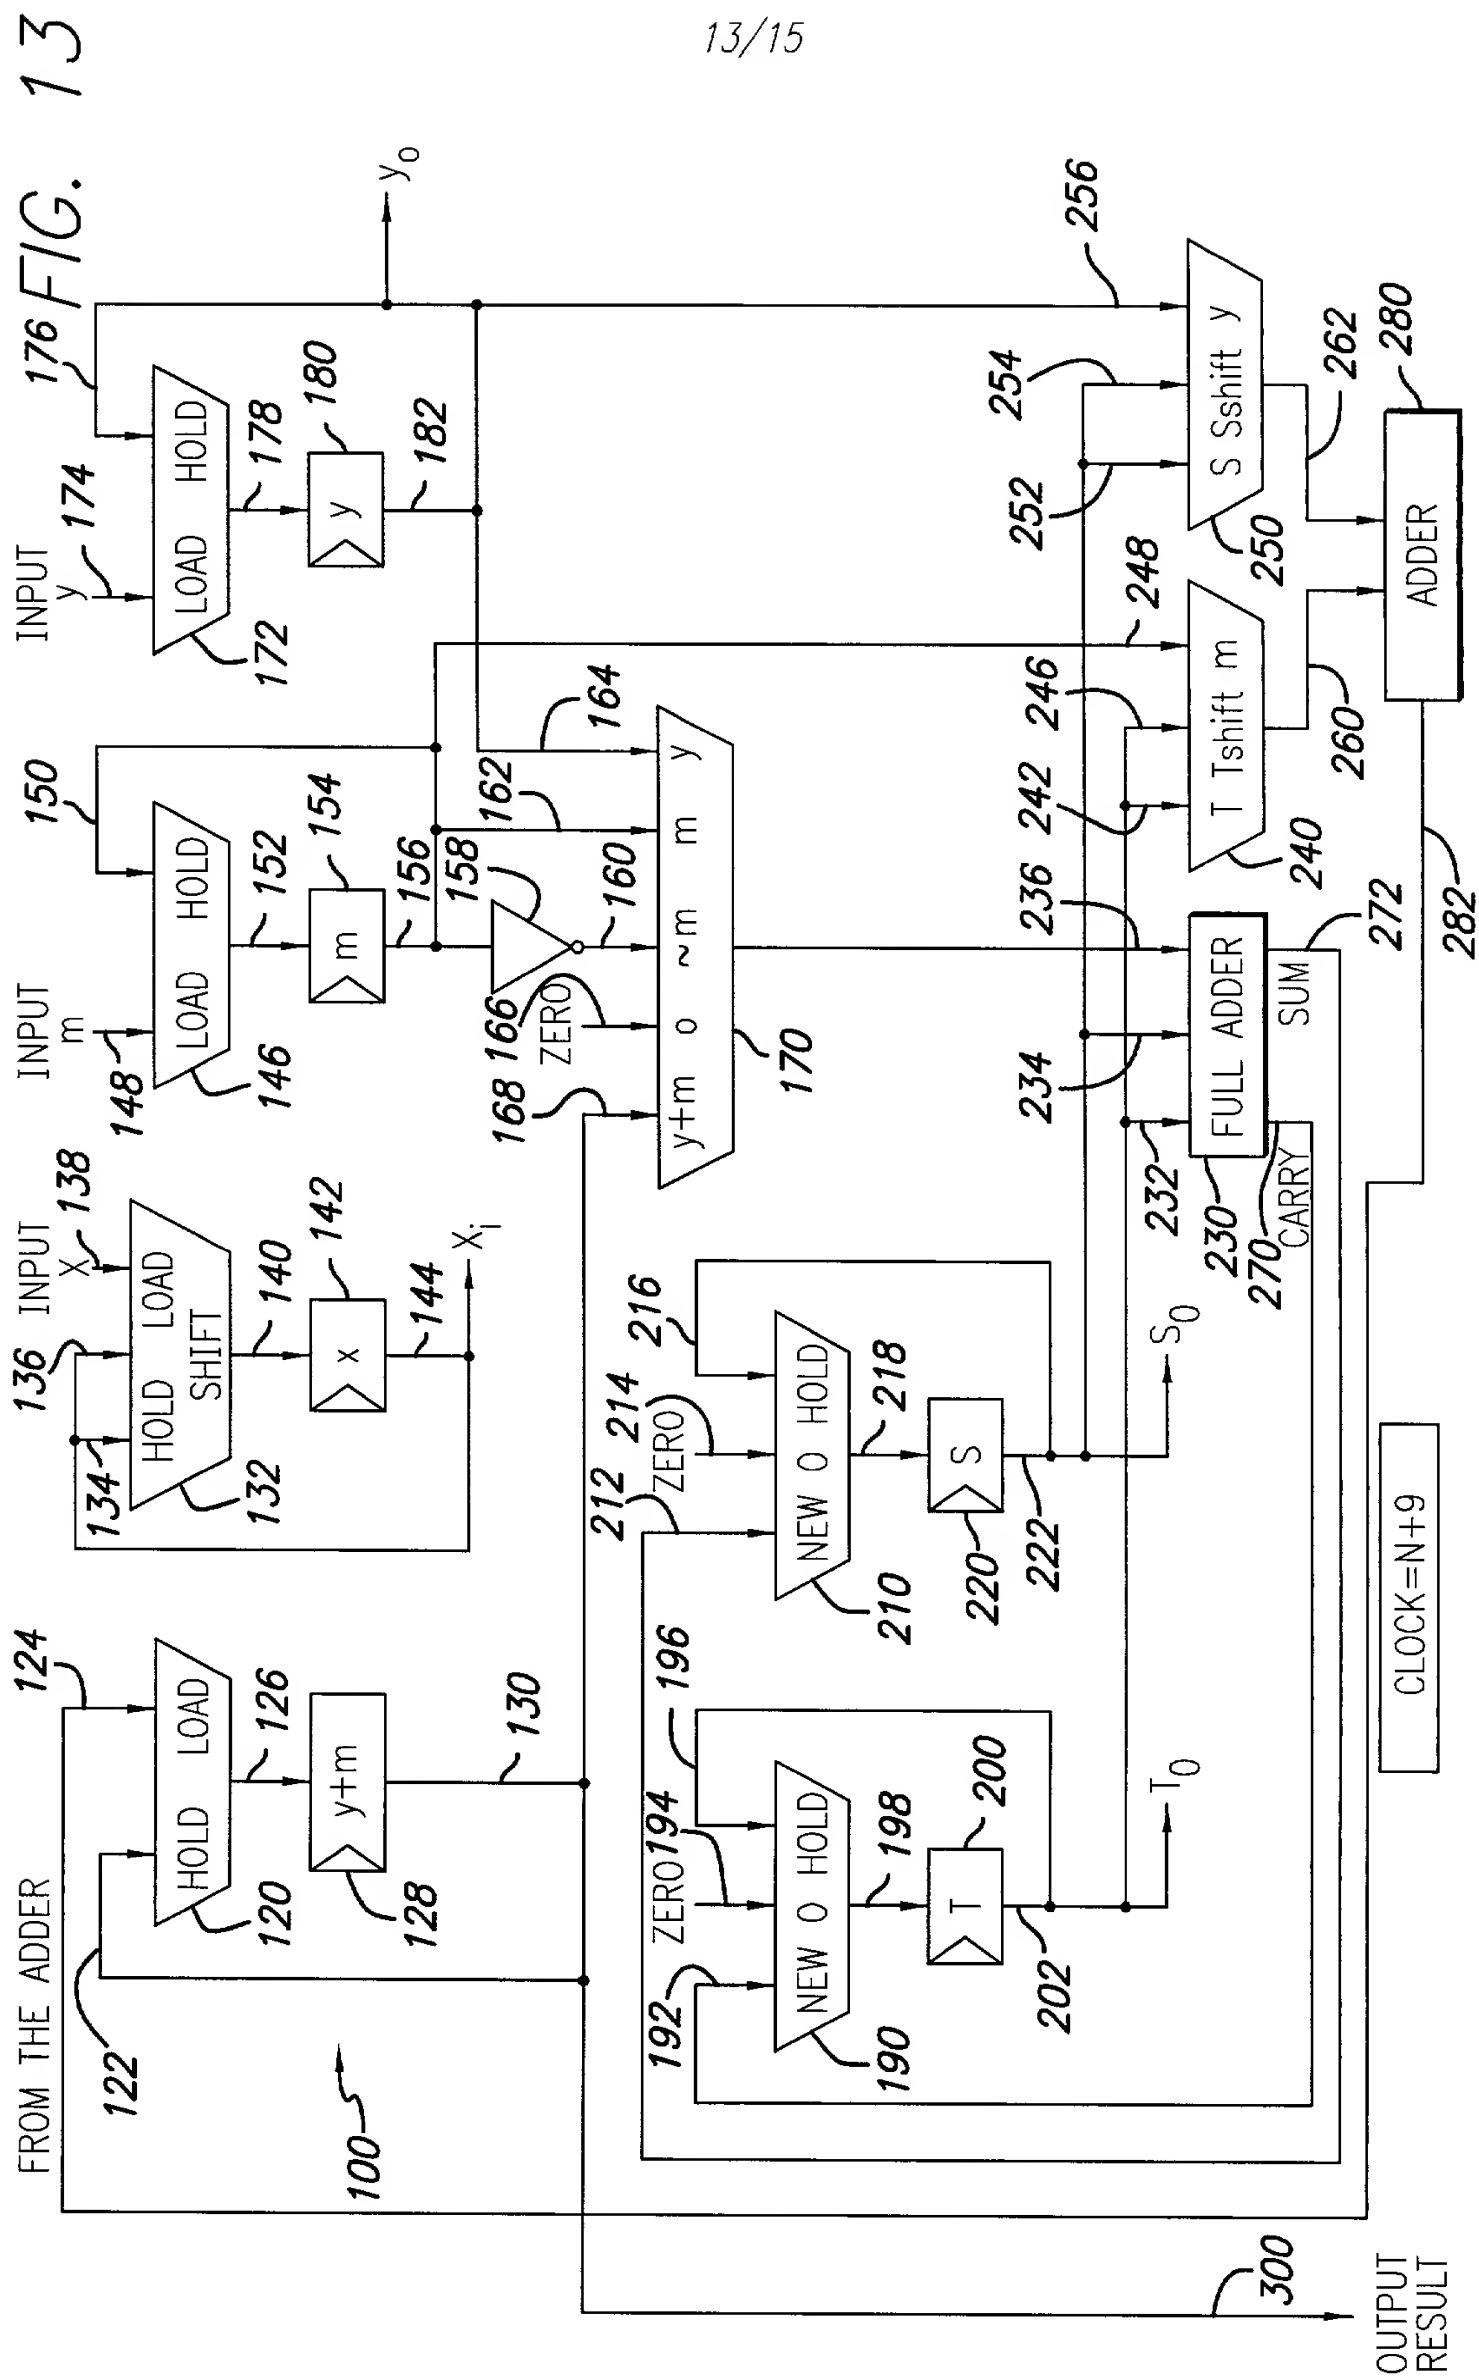 13/15
FIG. 13
FROM THE ADDER
122
124
HOLD LOAD
120
126
y+m
128
130
100
INPUT
X
136
138
134
HOLD LOAD
SHIFT
132
140
x
142
144
Xi
INPUT
m
148
150
LOAD HOLD
146
152
m
154
156
158
INPUT
y
174
176
LOAD HOLD
172
178
y
180
182
y0
168
166
ZERO
160
162
164
y+m 0 ~m m y
170
192
ZERO
194
196
NEW 0 HOLD
190
198
T
200
202
T0
212
ZERO
214
216
NEW 0 HOLD
210
218
S
220
222
S0
232
234
236
FULL ADDER
230
270
CARRY
SUM
272
242
246
248
T Tshift m
240
260
252
254
256
S Sshift y
250
262
ADDER
280
282
CLOCK=N+9
300
OUTPUT
RESULT